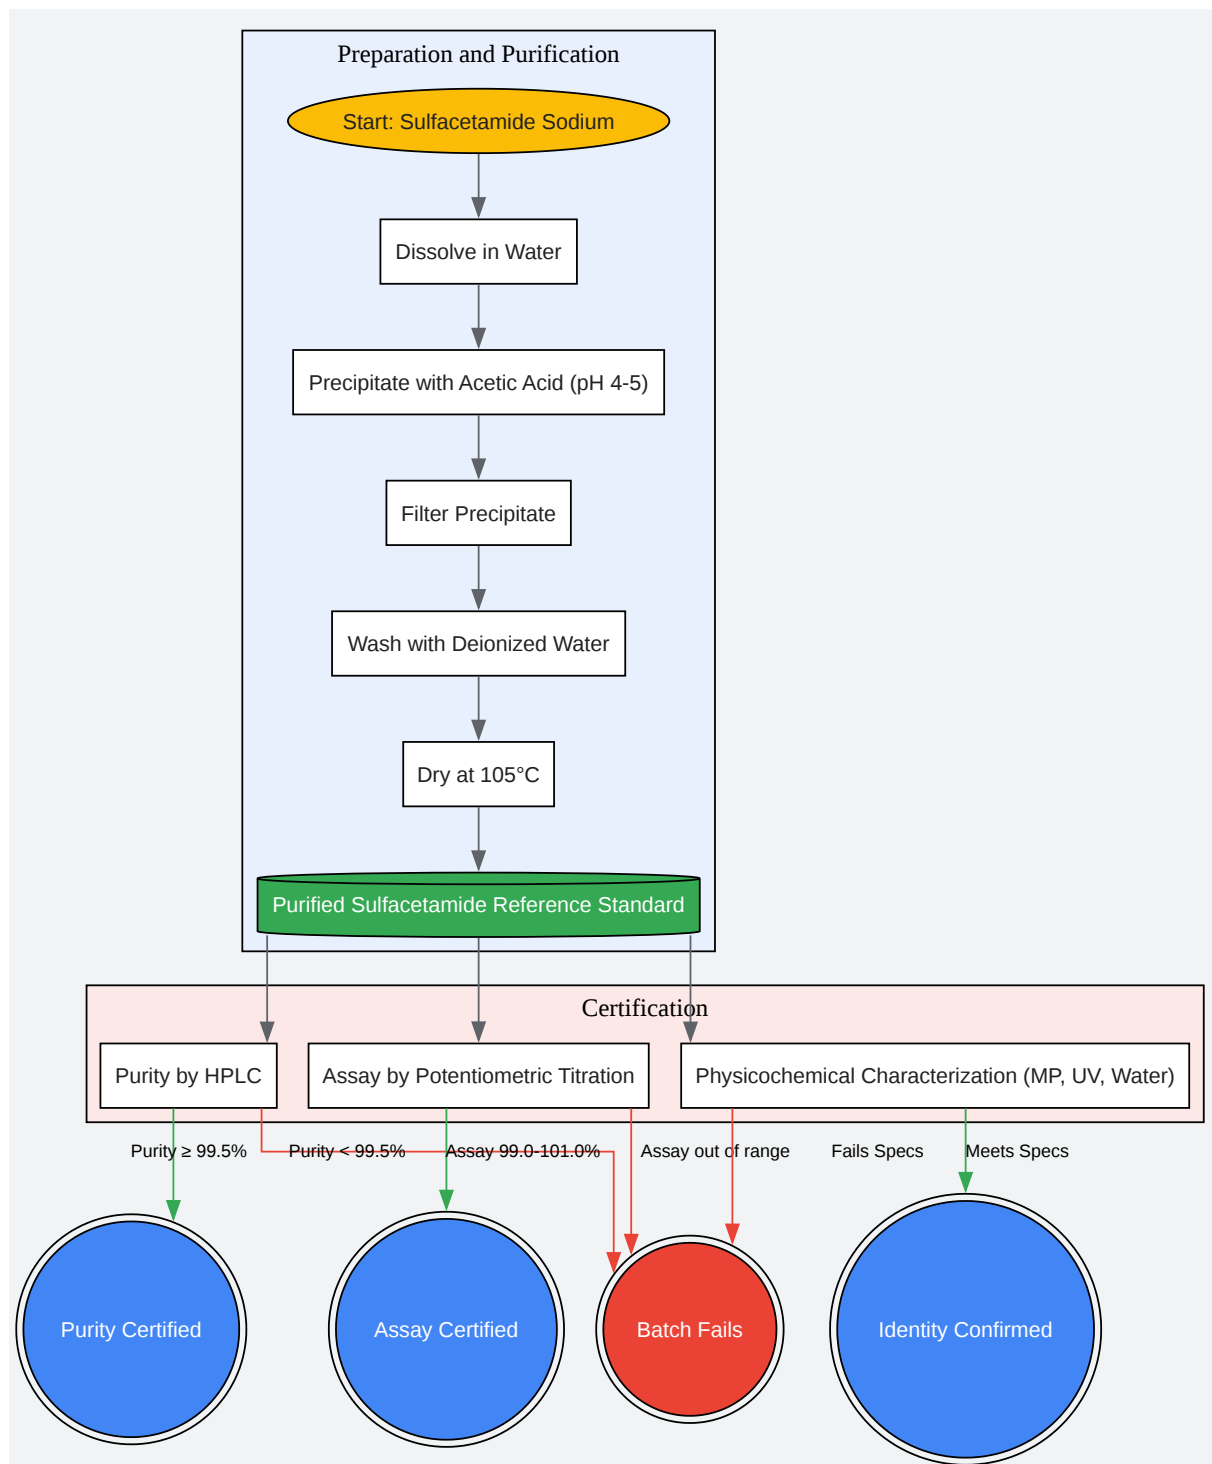 Preparation and Purification
Start: Sulfacetamide Sodium
Dissolve in Water
Precipitate with Acetic Acid (pH 4-5)
Filter Precipitate
Wash with Deionized Water
Dry at 105°C
Purified Sulfacetamide Reference Standard
Certification
Purity by HPLC
Assay by Potentiometric Titration
Physicochemical Characterization (MP, UV, Water)
Purity ≥ 99.5%
Purity < 99.5%
Assay 99.0-101.0%
Assay out of range
Fails Specs
Meets Specs
Purity Certified
Assay Certified
Batch Fails
Identity Confirmed